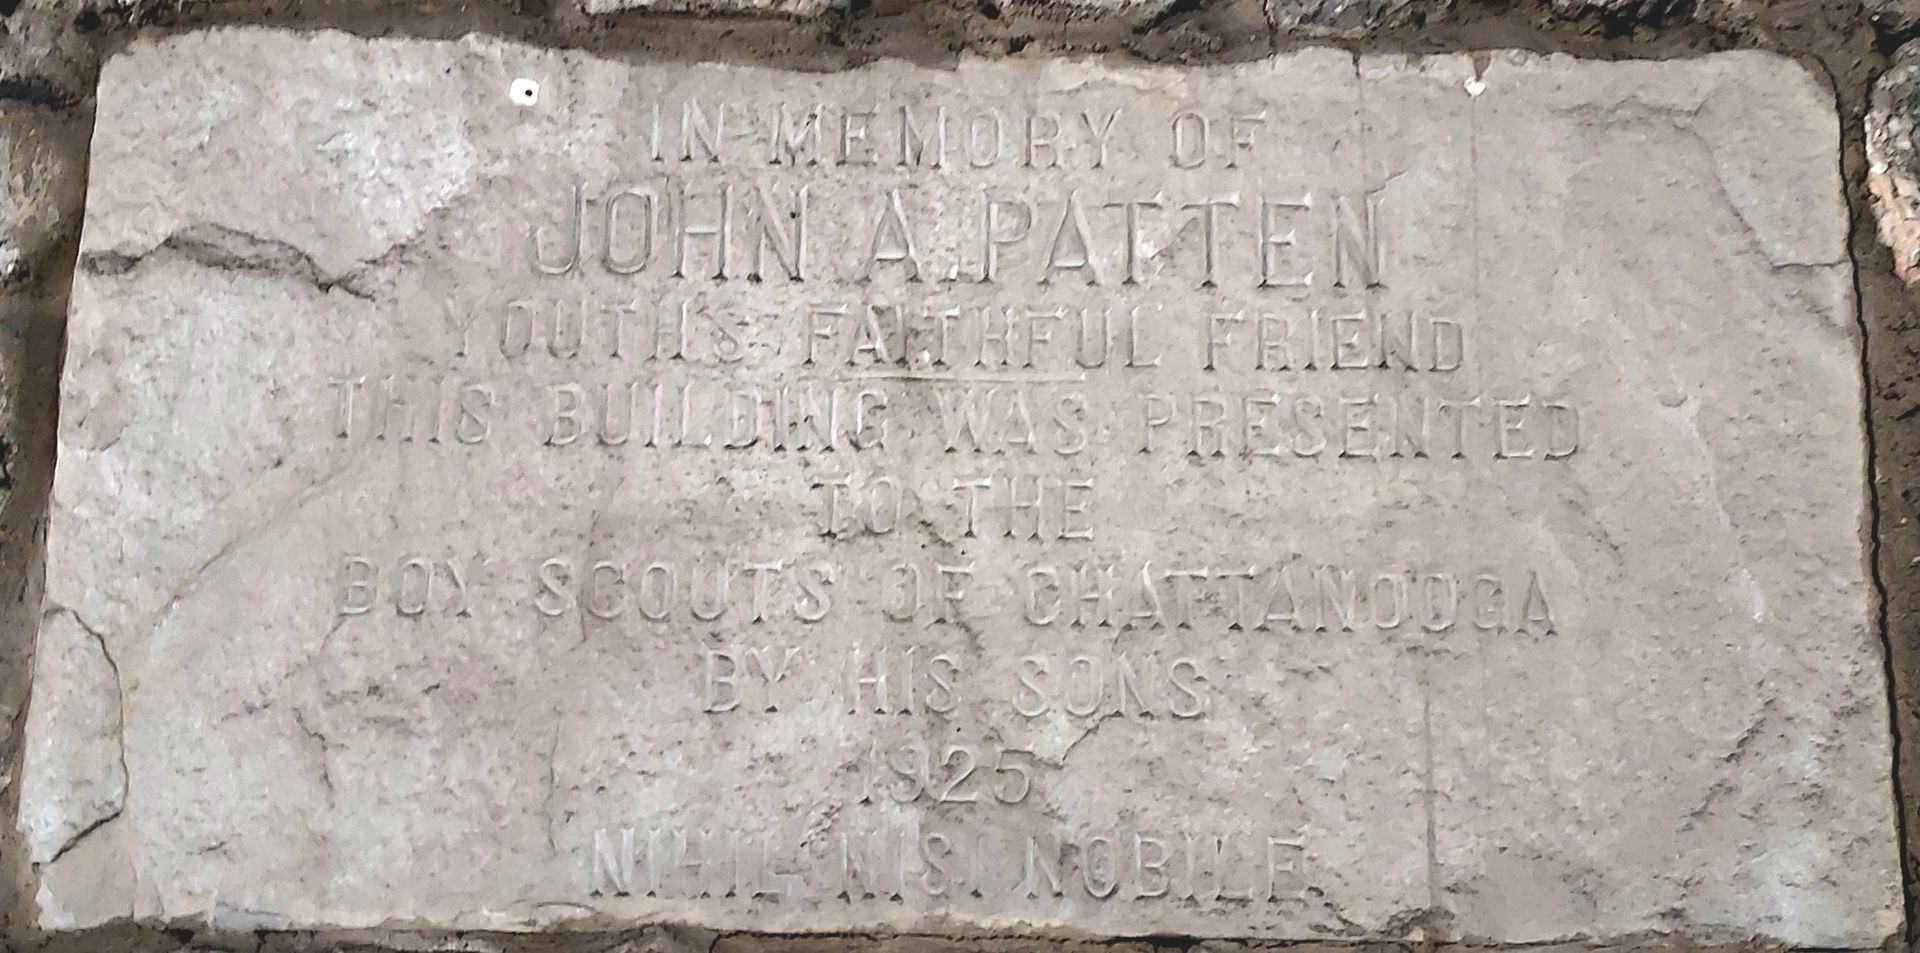 IN MEMORY OF
JOHN A. PATTEN
YOUTHS FAITHFUL FRIEND
THIS BUILDING WAS PRESENTED
TO THE
BOY SCOUTS OF CHATTANOOGA
BY HIS SONS
1925
NIHIL NISI NOBILE